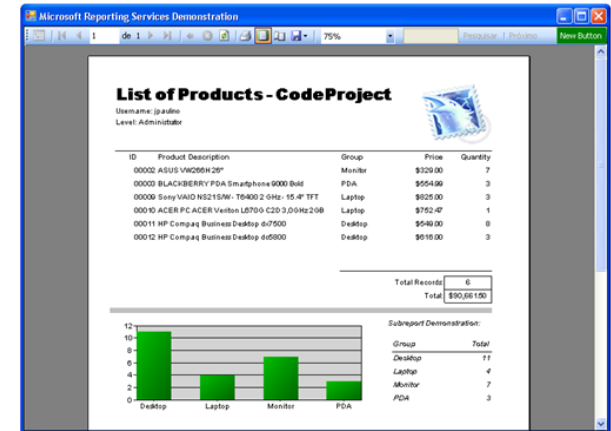 Microsoft Reporting Services Demonstration
1 de 1 75% Pesquisar | Próximo New Button
List of Products - CodeProject
Username: jpaulino
Level: Administrator
ID Product Description Group Price Quantity
00002 ASUS VW266H 26" Monitor $329.00 7
00003 BLACKBERRY PDA Smartphone 9000 Bold PDA $554.99 3
00009 Sony VAIO NS21S/W - T6400 2 GHz - 15.4" TFT Laptop $825.00 3
00010 ACER PC ACER Veriton L670G C2D 3,0GHz 2GB Laptop $752.47 1
00011 HP Compaq Business Desktop dx7500 Desktop $549.00 8
00012 HP Compaq Business Desktop dc5800 Desktop $616.00 3
Total Records 6
Total $90,661.50
Subreport Demonstration:
Group Total
Desktop 11
Laptop 4
Monitor 7
PDA 3
12
10
8
6
4
2
0
Desktop Laptop Monitor PDA